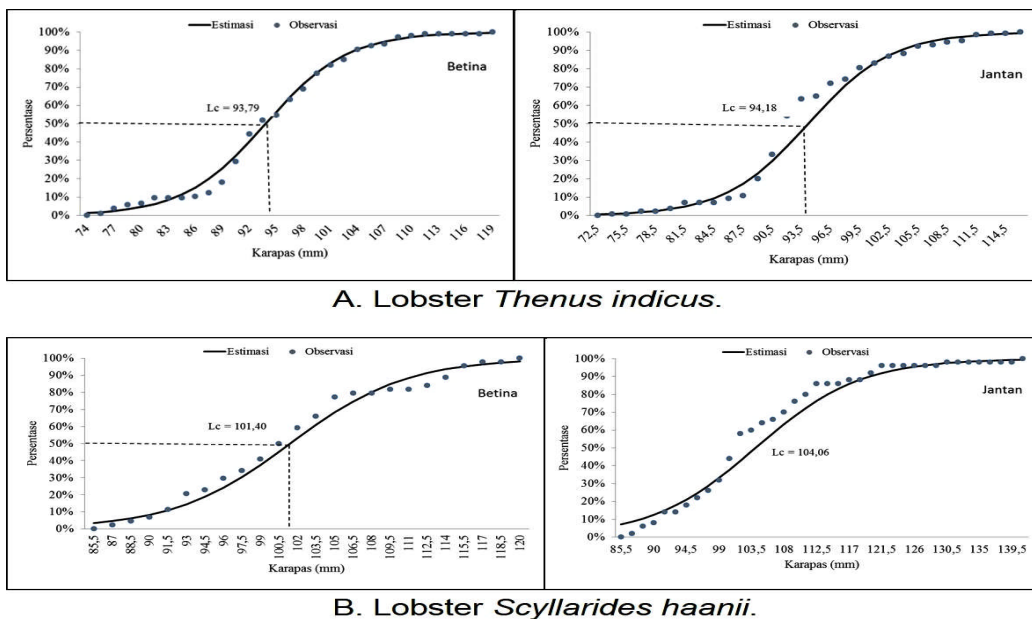 Estimasi Observasi
100%
90%
80%
70%
60%
50%
40%
30%
20%
10%
0%
Persentase
Betina
Lc = 93,79
74 77 80 83 86 89 92 95 98 101 104 107 110 113 116 119
Karapas (mm)
Estimasi Observasi
100%
90%
80%
70%
60%
50%
40%
30%
20%
10%
0%
Persentase
Jantan
Lc = 94,18
72,5 75,5 78,5 81,5 84,5 87,5 90,5 93,5 96,5 99,5 102,5 105,5 108,5 111,5 114,5
Karapas (mm)
A. Lobster Thenus indicus.
Estimasi Observasi
100%
90%
80%
70%
60%
50%
40%
30%
20%
10%
0%
Persentase
Betina
Lc = 101,40
85,5 87 88,5 90 91,5 93 94,5 96 97,5 99 100,5 102 103,5 105 106,5 108 109,5 111 112,5 114 115,5 117 118,5 120
Karapas (mm)
Estimasi Observasi
100%
90%
80%
70%
60%
50%
40%
30%
20%
10%
0%
Persentase
Jantan
Lc = 104,06
85,5 90 94,5 99 103,5 108 112,5 117 121,5 126 130,5 135 139,5
Karapas (mm)
B. Lobster Scyllarides haanii.